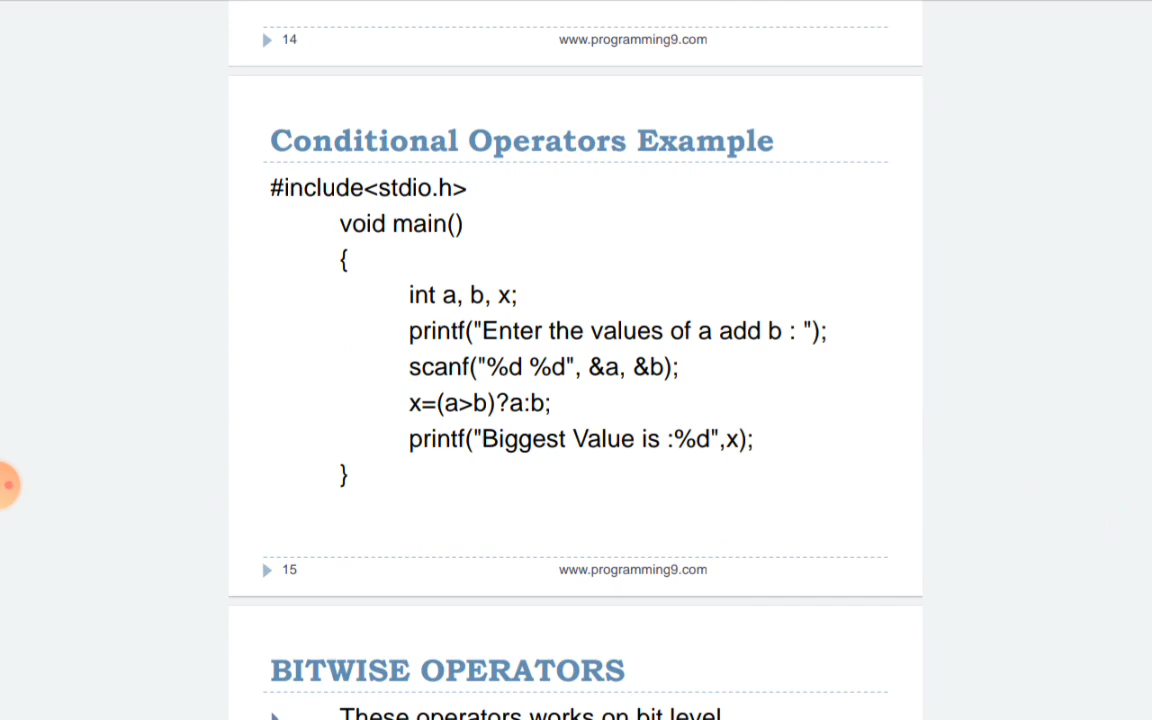 14 www.programming9.com
Conditional Operators Example
#include<stdio.h>
void main()
{
int a, b, x;
printf("Enter the values of a add b : ");
scanf("%d %d", &a, &b);
x=(a>b)?a:b;
printf("Biggest Value is :%d",x);
}
15 www.programming9.com
BITWISE OPERATORS
These operators works on bit level